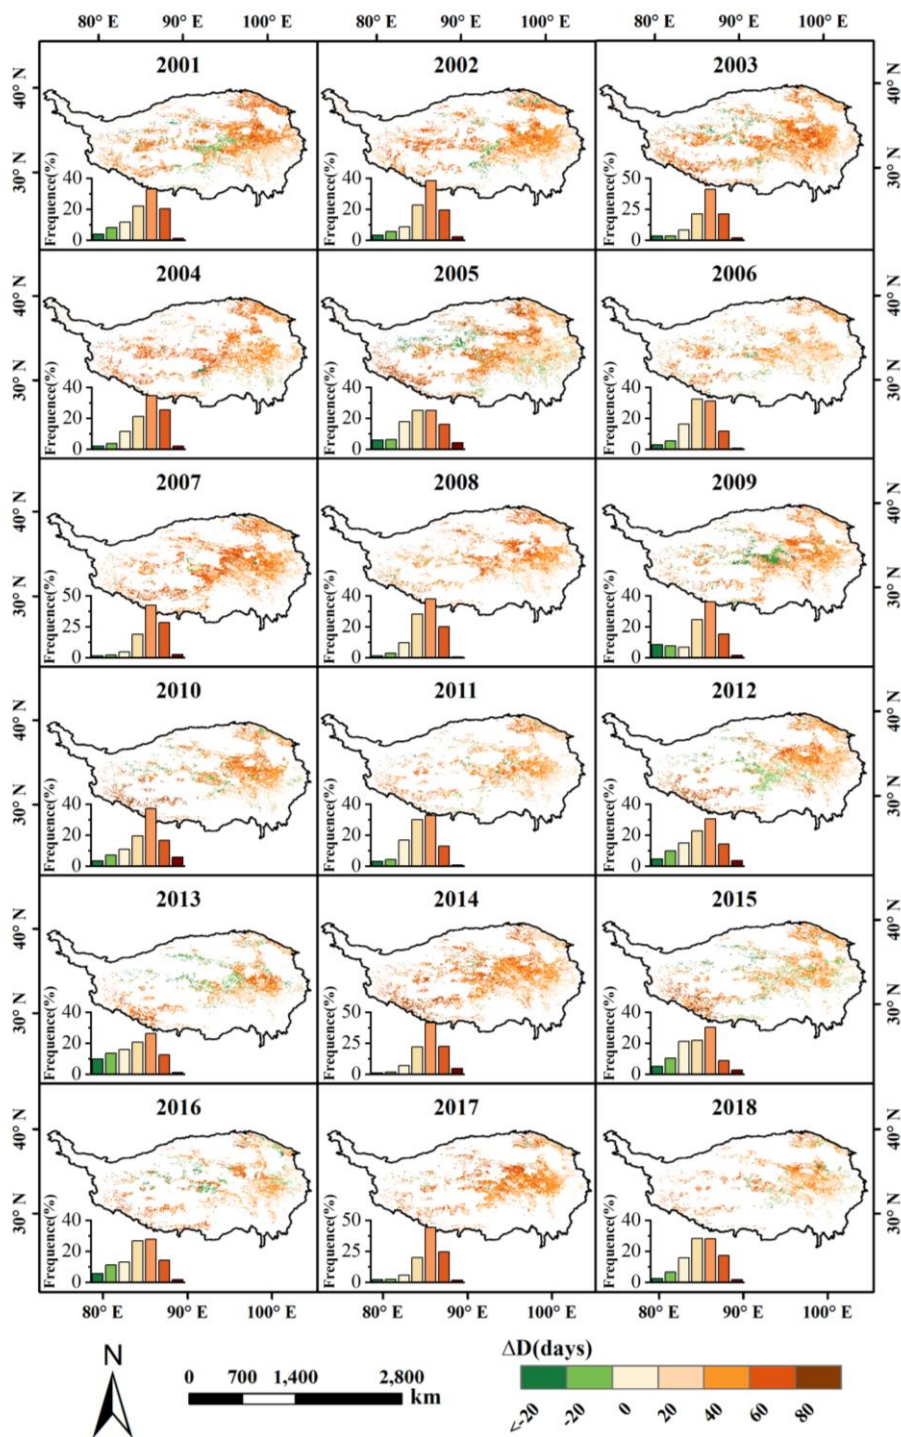 80° E 90° E 100° E 80° E 90° E 100° E 80° E 90° E 100° E
2001 2002 2003
40° N 30° N Frequence(%) 40 20 0 Frequence(%) 40 20 0 Frequence(%) 50 25 0 40° N 30° N
2004 2005 2006
40° N 30° N Frequence(%) 40 20 0 Frequence(%) 40 20 0 Frequence(%) 40 20 0 40° N 30° N
2007 2008 2009
40° N 30° N Frequence(%) 50 25 0 Frequence(%) 40 20 0 Frequence(%) 40 20 0 40° N 30° N
2010 2011 2012
40° N 30° N Frequence(%) 40 20 0 Frequence(%) 40 20 0 Frequence(%) 40 20 0 40° N 30° N
2013 2014 2015
40° N 30° N Frequence(%) 40 20 0 Frequence(%) 50 25 0 Frequence(%) 40 20 0 40° N 30° N
2016 2017 2018
40° N 30° N Frequence(%) 40 20 0 Frequence(%) 50 25 0 Frequence(%) 40 20 0 40° N 30° N
80° E 90° E 100° E 80° E 90° E 100° E 80° E 90° E 100° E
N
0 700 1,400 2,800
km
ΔD(days)
<-20 -20 0 20 40 60 80